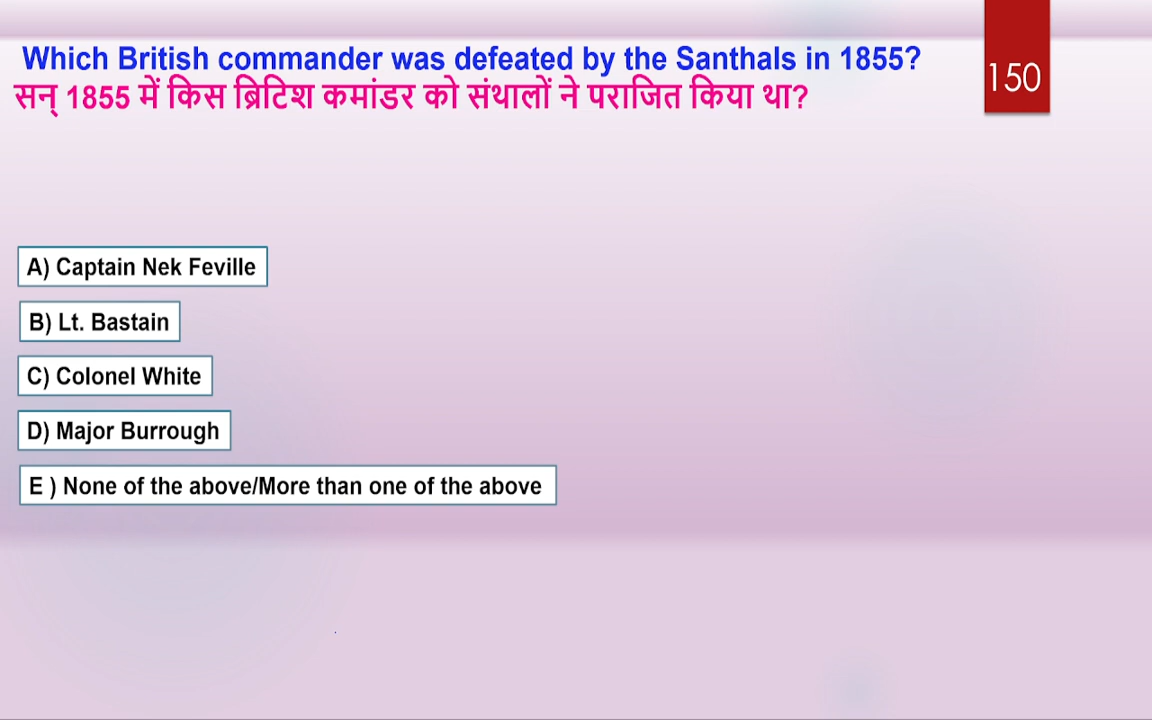 Which British commander was defeated by the Santhals in 1855?
150
सन् 1855 में किस ब्रिटिश कमांडर को संथालों ने पराजित किया था?
A) Captain Nek Feville
B) Lt. Bastain
C) Colonel White
D) Major Burrough
E ) None of the above/More than one of the above